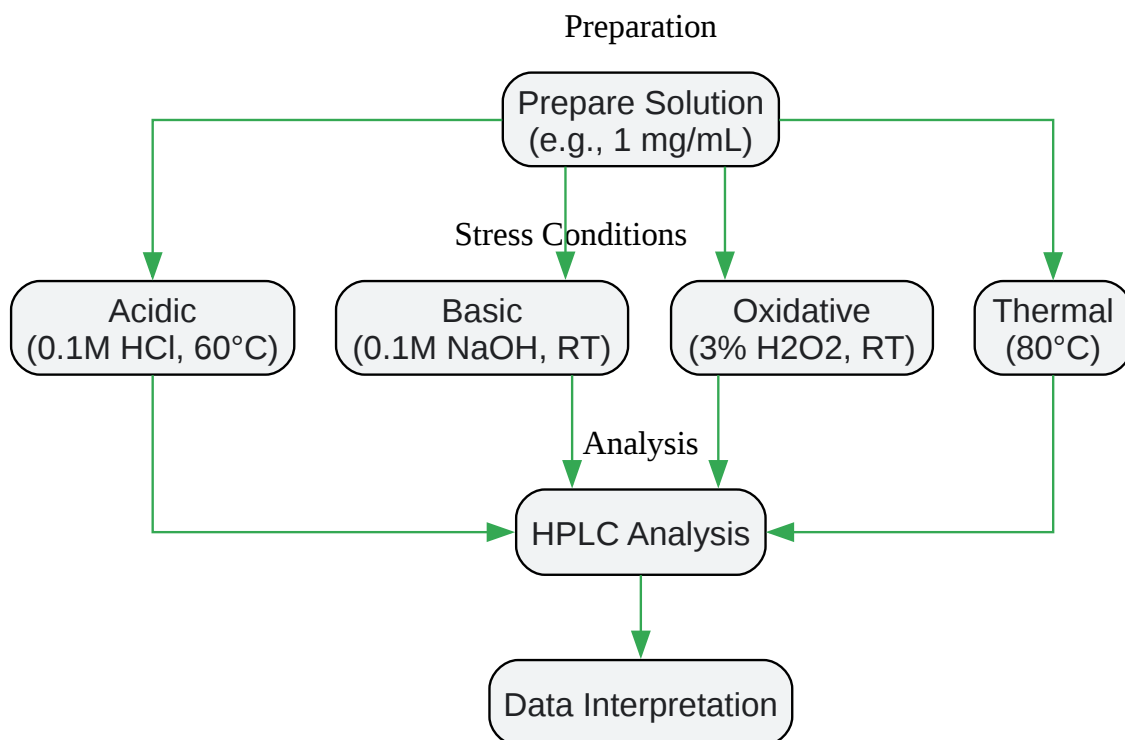 Preparation
Prepare Solution
(e.g., 1 mg/mL)
Stress Conditions
Acidic
(0.1M HCl, 60°C)
Basic
(0.1M NaOH, RT)
Oxidative
(3% H2O2, RT)
Thermal
(80°C)
Analysis
HPLC Analysis
Data Interpretation